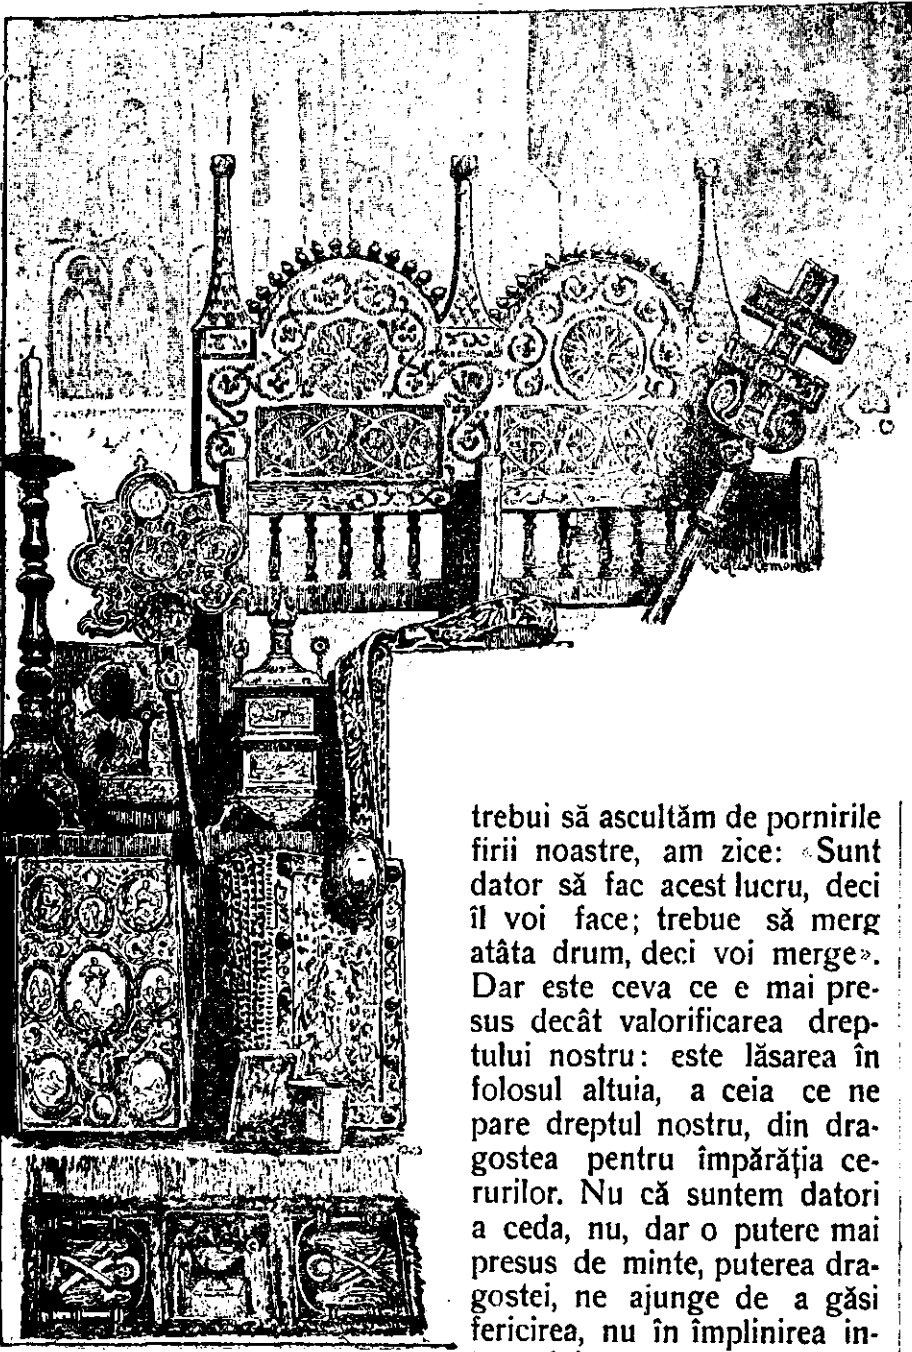 trebui să ascultăm de pornirile
firii noastre, am zice: «Sunt
dator să fac acest lucru, deci
îl voi face; trebue să merg
atâta drum, deci voi merge».
Dar este ceva ce e mai pre-
sus decât valorificarea drep-
tului nostru: este lăsarea în
folosul altuia, a ceia ce ne
pare dreptul nostru, din dra-
gostea pentru împărăţia ce-
rurilor. Nu că suntem datori
a ceda, nu, dar o putere mai
presus de minte, puterea dra-
gostei, ne ajunge de a găsi
fericirea, nu în împlinirea in-